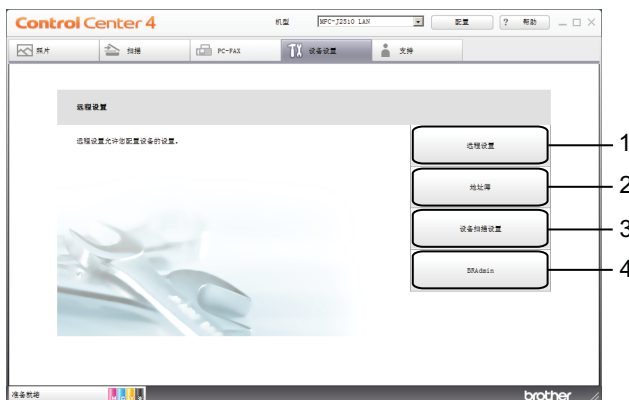 Control Center 4 机型 MFC-J2510 LAN 配置 ? 帮助
照片 扫描 PC-FAX 设备设置 支持
远程设置
远程设置允许您配置设备的设置。
远程设置 1
地址簿 2
设备扫描设置 3
BRAdmin 4
准备就绪 M C Y BK brother